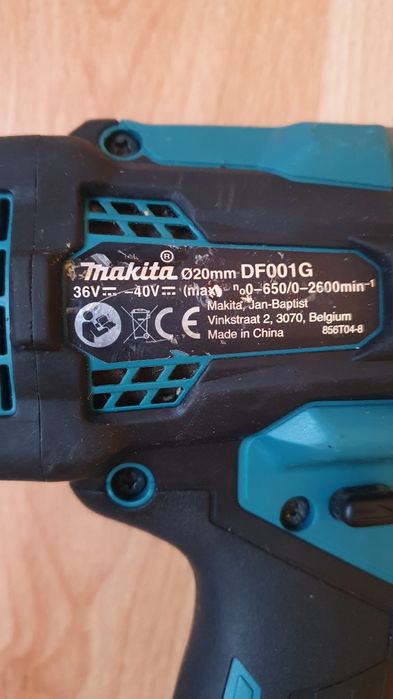 makita® Ø20mm DF001G
36V⎓ –40V⎓ (max) n₀0–650/0–2600min⁻¹
Makita, Jan-Baptist
Vinkstraat 2, 3070, Belgium
CE Made in China 856T04-8